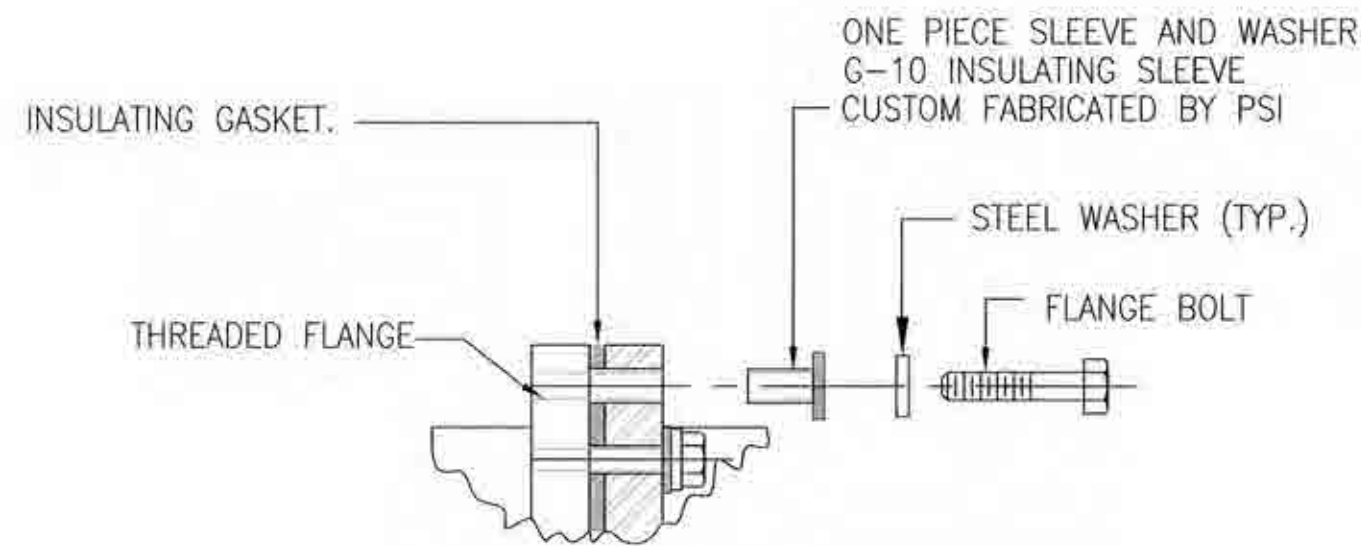 ONE PIECE SLEEVE AND WASHER
G-10 INSULATING SLEEVE
CUSTOM FABRICATED BY PSI
INSULATING GASKET.
STEEL WASHER (TYP.)
FLANGE BOLT
THREADED FLANGE